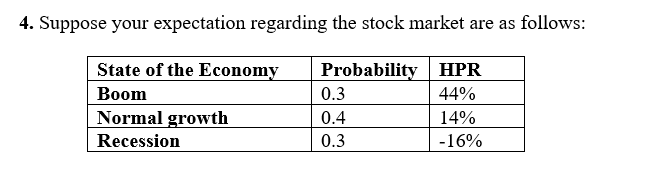 4. Suppose your expectation regarding the stock market are as follows:
State of the Economy Probability HPR
Boom 0.3 44%
Normal growth 0.4 14%
Recession 0.3 -16%